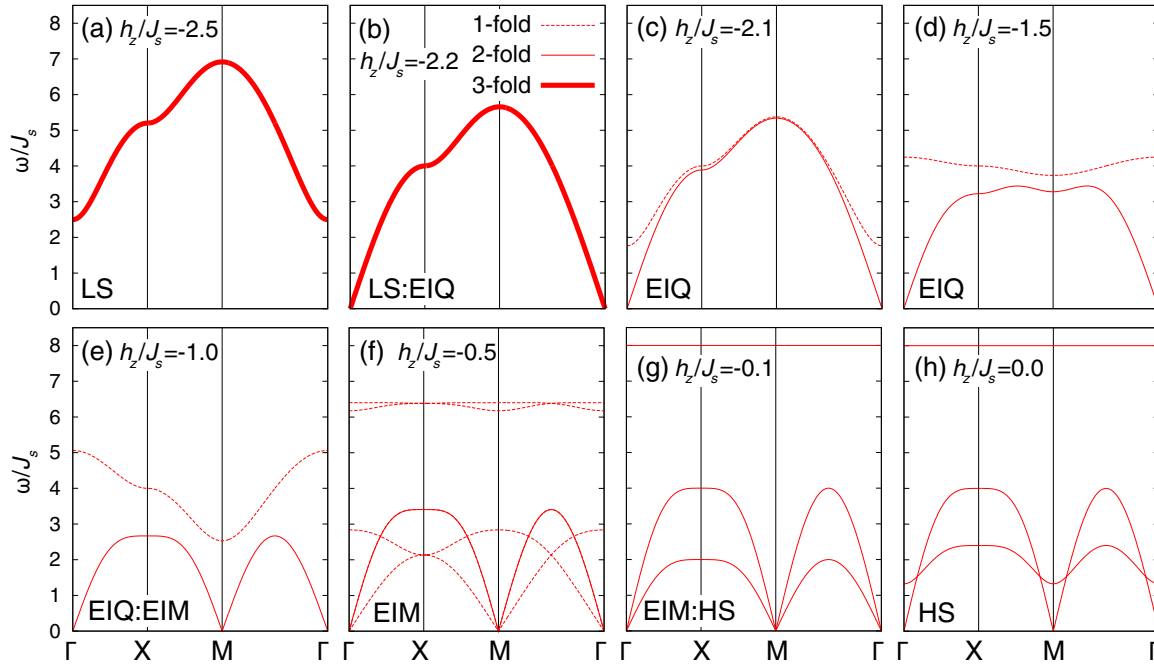 (a) h_z/J_s=-2.5
LS
(b)
h_z/J_s=-2.2
1-fold
2-fold
3-fold
LS:EIQ
(c) h_z/J_s=-2.1
EIQ
(d) h_z/J_s=-1.5
EIQ
ω/J_s
8
7
6
5
4
3
2
1
0
(e) h_z/J_s=-1.0
EIQ:EIM
(f) h_z/J_s=-0.5
EIM
(g) h_z/J_s=-0.1
EIM:HS
(h) h_z/J_s=0.0
HS
ω/J_s
8
7
6
5
4
3
2
1
0
Γ X M Γ X M Γ X M Γ X M Γ